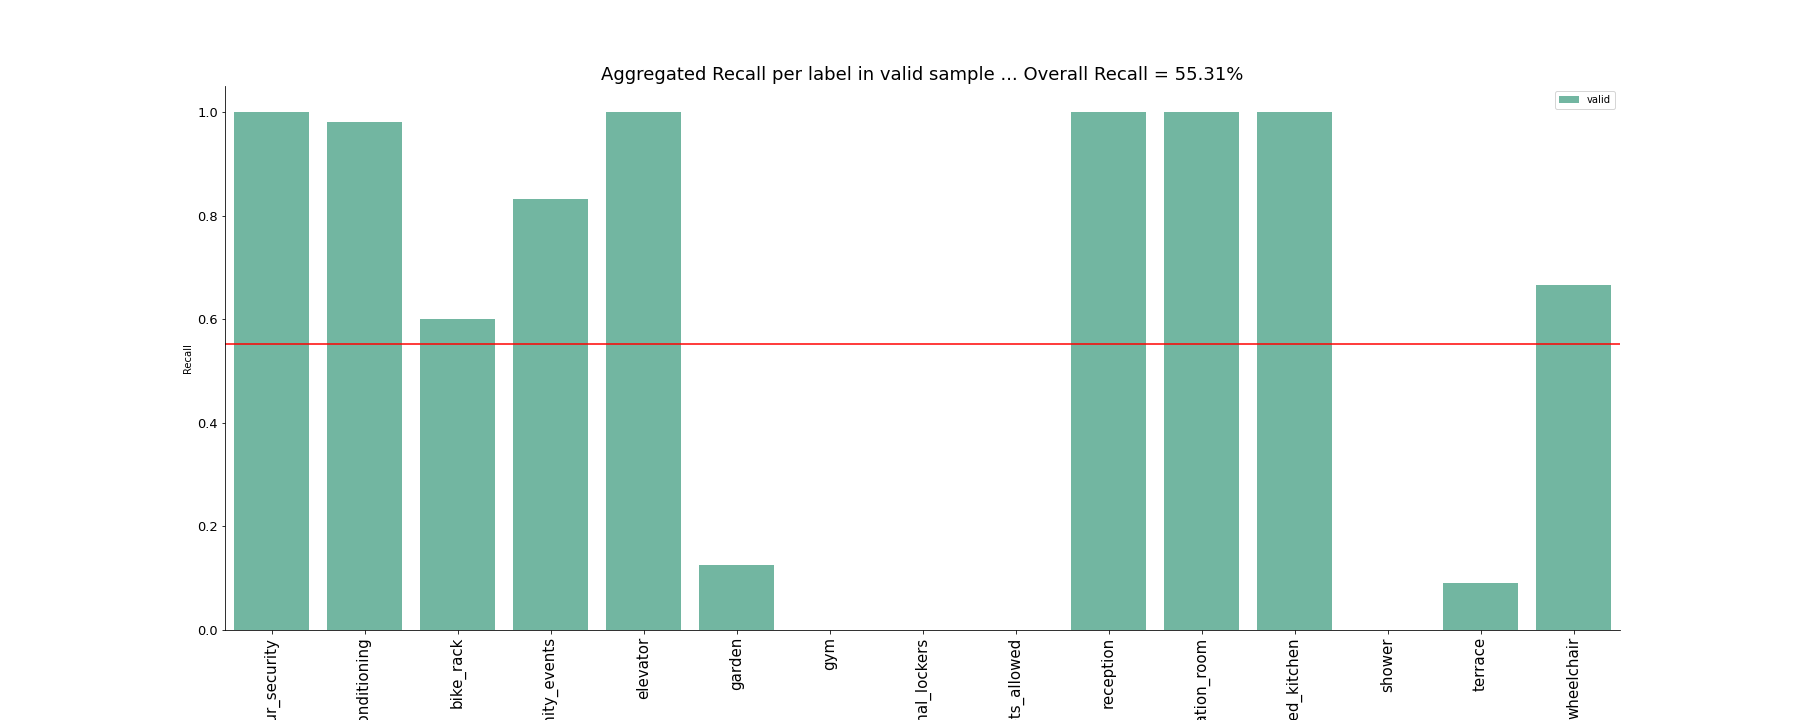 Aggregated Recall per label in valid sample ... Overall Recall = 55.31%
valid
1.0
0.8
0.6
0.4
0.2
0.0
Recall
ur_security
onditioning
bike_rack
nity_events
elevator
garden
gym
nal_lockers
ts_allowed
reception
ation_room
ed_kitchen
shower
terrace
wheelchair